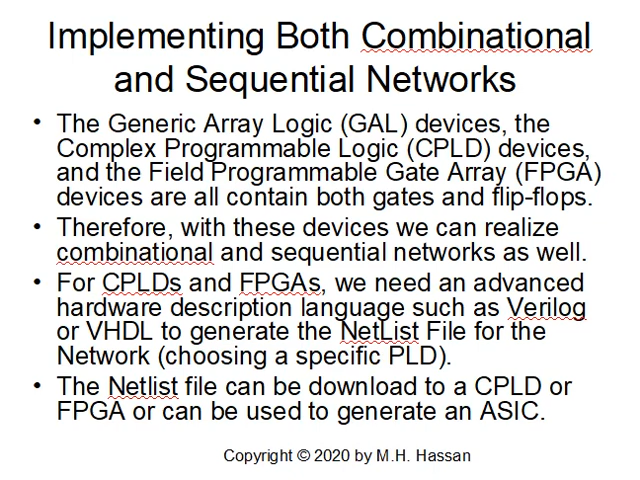 Implementing Both Combinational
and Sequential Networks
• The Generic Array Logic (GAL) devices, the
Complex Programmable Logic (CPLD) devices,
and the Field Programmable Gate Array (FPGA)
devices are all contain both gates and flip-flops.
• Therefore, with these devices we can realize
combinational and sequential networks as well.
• For CPLDs and FPGAs, we need an advanced
hardware description language such as Verilog
or VHDL to generate the NetList File for the
Network (choosing a specific PLD).
• The Netlist file can be download to a CPLD or
FPGA or can be used to generate an ASIC.
Copyright © 2020 by M.H. Hassan